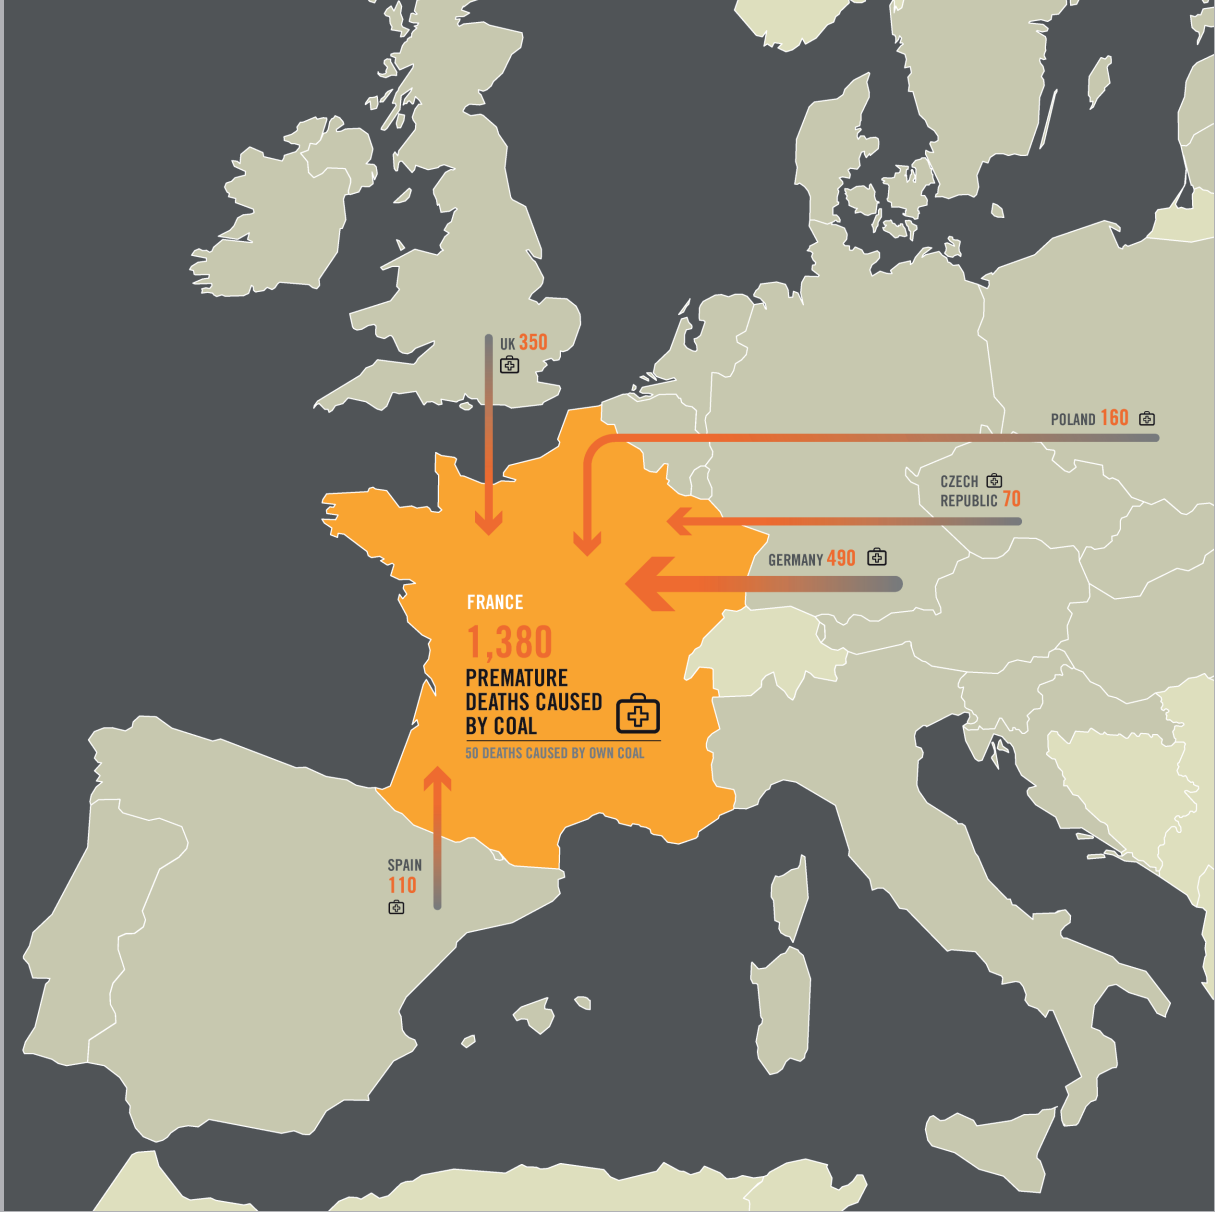 UK 350
POLAND 160
CZECH
REPUBLIC 70
GERMANY 490
FRANCE
1,380
PREMATURE
DEATHS CAUSED
BY COAL
50 DEATHS CAUSED BY OWN COAL
SPAIN
110